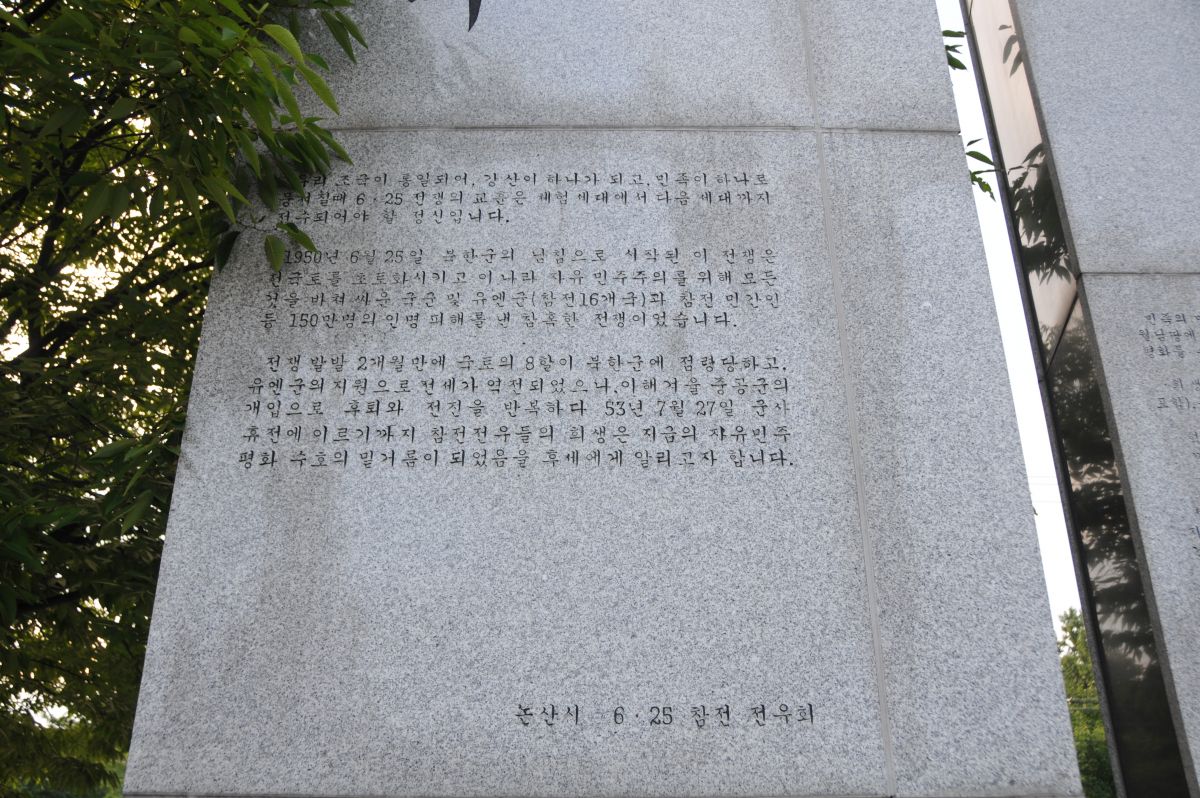 우리 조국이 통일되어, 강산이 하나가 되고, 민족이 하나로
뭉쳐질때 6·25 전쟁의 교훈은 체험세대에서 다음 세대까지
전수되어야 할 정신입니다.
1950년 6월 25일 북한군의 남침으로 시작된 이 전쟁은
전국토를 초토화시키고 이나라 자유민주주의를 위해 모든
것을 바쳐 싸운 국군 및 유엔군(참전16개국)과 참전 민간인
등 150만명의 인명피해를 낸 참혹한 전쟁이었습니다.
전쟁 발발 2개월만에 국토의 8할이 북한군에 점령당하고,
유엔군의 지원으로 전세가 역전되었으나, 이해겨울 중공군의
개입으로 후퇴와 전진을 반복하다 53년 7월 27일 군사
휴전에 이르기까지 참전전우들의 희생은 지금의 자유민주
평화 수호의 밑거름이 되었음을 후세에게 알리고자 합니다.
논산시 6·25 참전 전우회
민족의
월남땅에
평화를